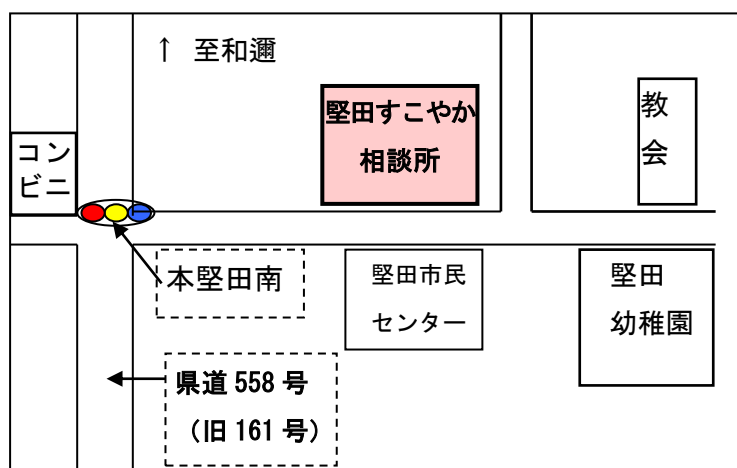 ↑ 至和邇
堅田すこやか
相談所
教
会
コン
ビニ
本堅田南
堅田市民
センター
堅田
幼稚園
県道 558 号
（旧 161 号）